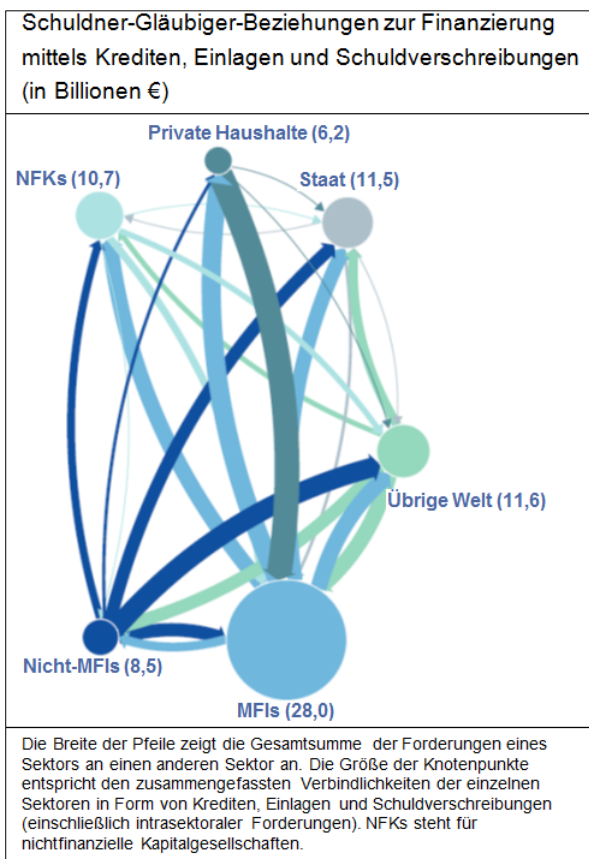 Schuldner-Gläubiger-Beziehungen zur Finanzierung
mittels Krediten, Einlagen und Schuldverschreibungen
(in Billionen €)
Private Haushalte (6,2)
NFKs (10,7)
Staat (11,5)
Übrige Welt (11,6)
Nicht-MFIs (8,5)
MFIs (28,0)
Die Breite der Pfeile zeigt die Gesamtsumme der Forderungen eines
Sektors an einen anderen Sektor an. Die Größe der Knotenpunkte
entspricht den zusammengefassten Verbindlichkeiten der einzelnen
Sektoren in Form von Krediten, Einlagen und Schuldverschreibungen
(einschließlich intrasektoraler Forderungen). NFKs steht für
nichtfinanzielle Kapitalgesellschaften.